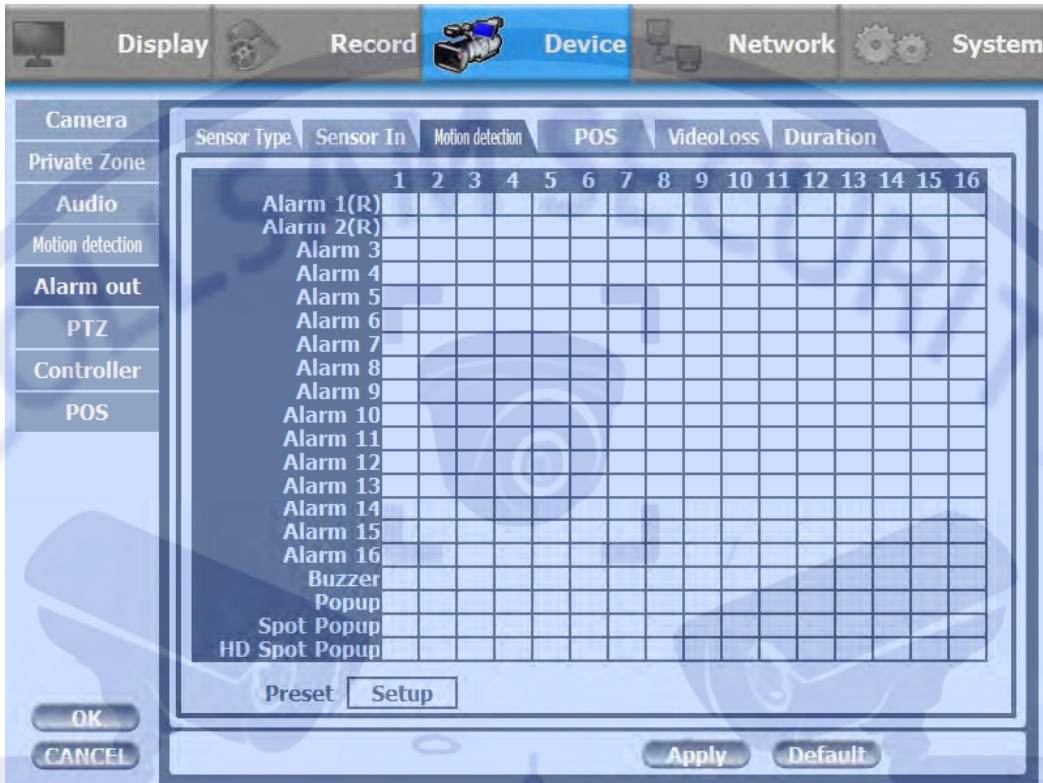 Display Record Device Network System
Camera
Private Zone
Audio
Motion detection
Alarm out
PTZ
Controller
POS
Sensor Type Sensor In Motion detection POS VideoLoss Duration
1 2 3 4 5 6 7 8 9 10 11 12 13 14 15 16
Alarm 1(R)
Alarm 2(R)
Alarm 3
Alarm 4
Alarm 5
Alarm 6
Alarm 7
Alarm 8
Alarm 9
Alarm 10
Alarm 11
Alarm 12
Alarm 13
Alarm 14
Alarm 15
Alarm 16
Buzzer
Popup
Spot Popup
HD Spot Popup
Preset Setup
OK
CANCEL
Apply Default